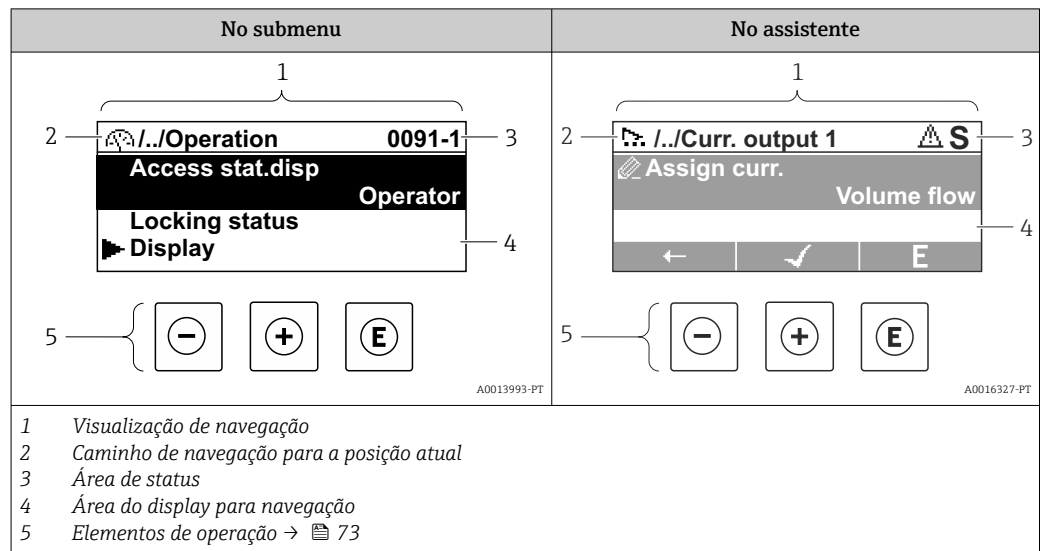 No submenu
No assistente
1
2
/../Operation 0091-1
3
Access stat.disp
Operator
Locking status
Display
4
5
− + E
A0013993-PT
1
2
/../Curr. output 1 S
3
Assign curr.
Volume flow
4
← ✓ E
5
− + E
A0016327-PT
1 Visualização de navegação
2 Caminho de navegação para a posição atual
3 Área de status
4 Área do display para navegação
5 Elementos de operação → 73